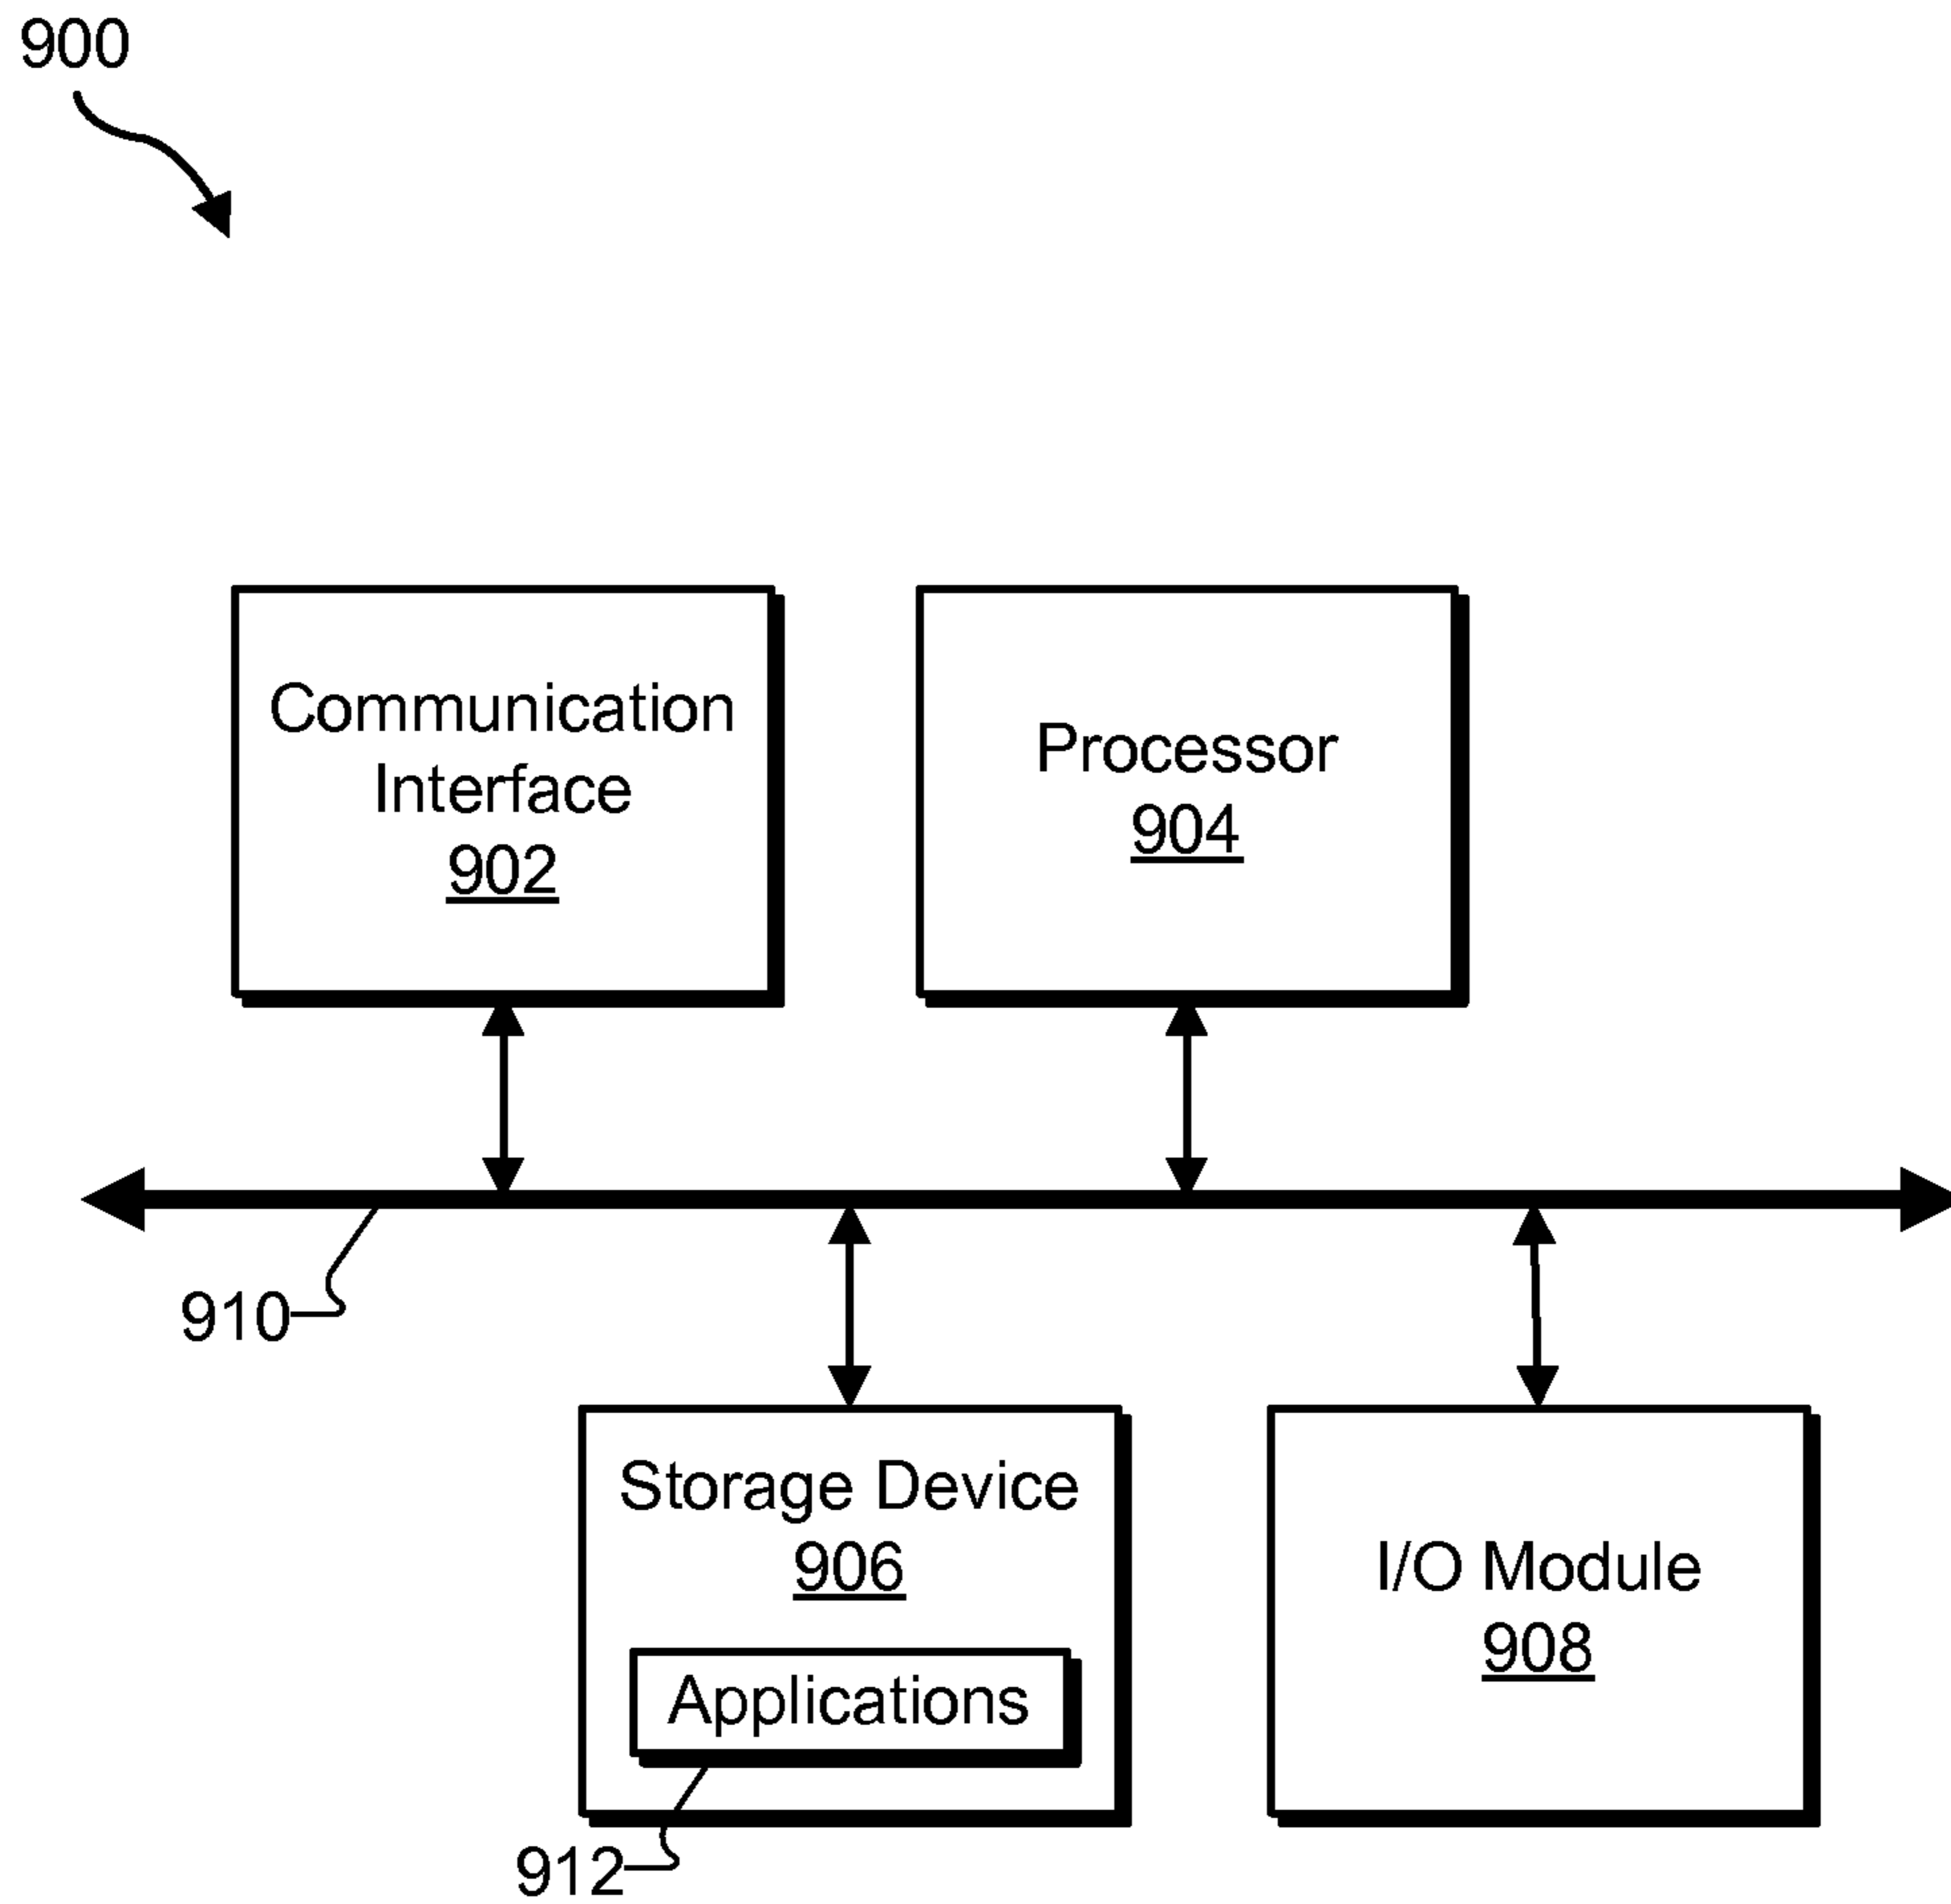 900
Communication
Interface
902
Processor
904
910
Storage Device
906
Applications
912
I/O Module
908